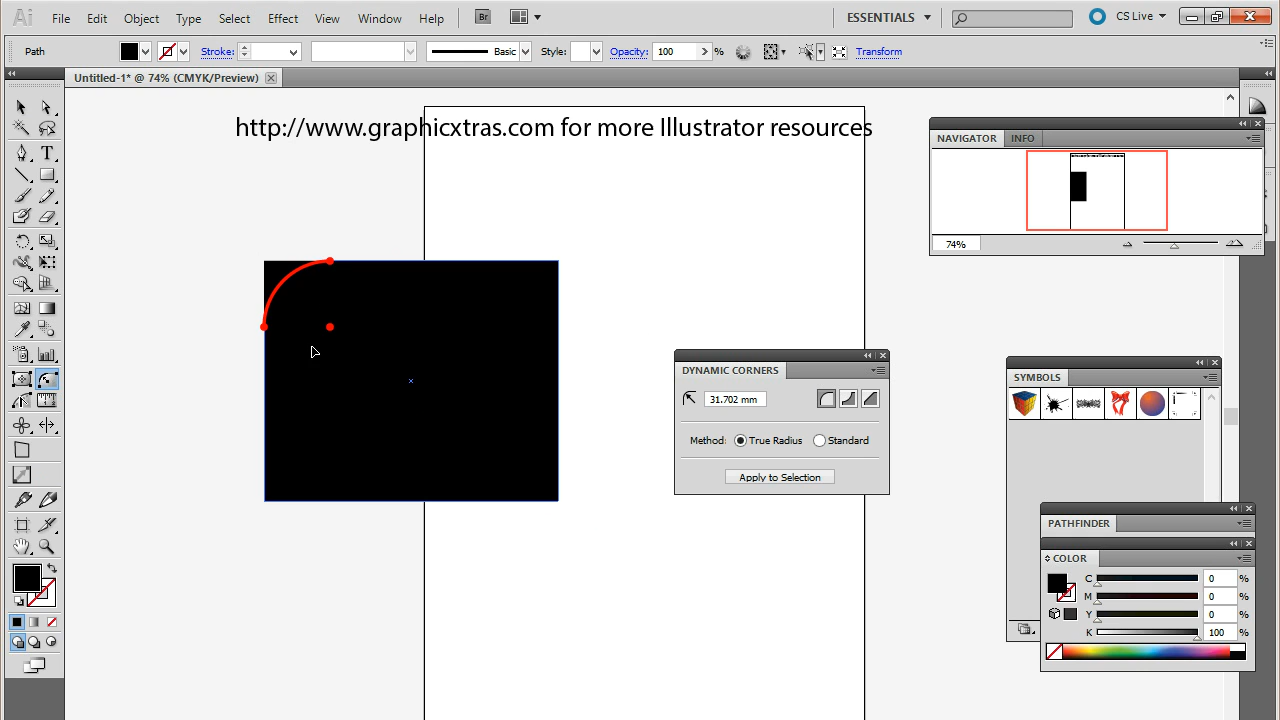 Ai File Edit Object Type Select Effect View Window Help Br ESSENTIALS CS Live
Path Stroke: Basic Style: Opacity: 100 % Transform
Untitled-1* @ 74% (CMYK/Preview)
http://www.graphicxtras.com for more Illustrator resources
NAVIGATOR INFO
74%
DYNAMIC CORNERS
31.702 mm
Method: True Radius Standard
Apply to Selection
SYMBOLS
PATHFINDER
COLOR
C 0 %
M 0 %
Y 0 %
K 100 %